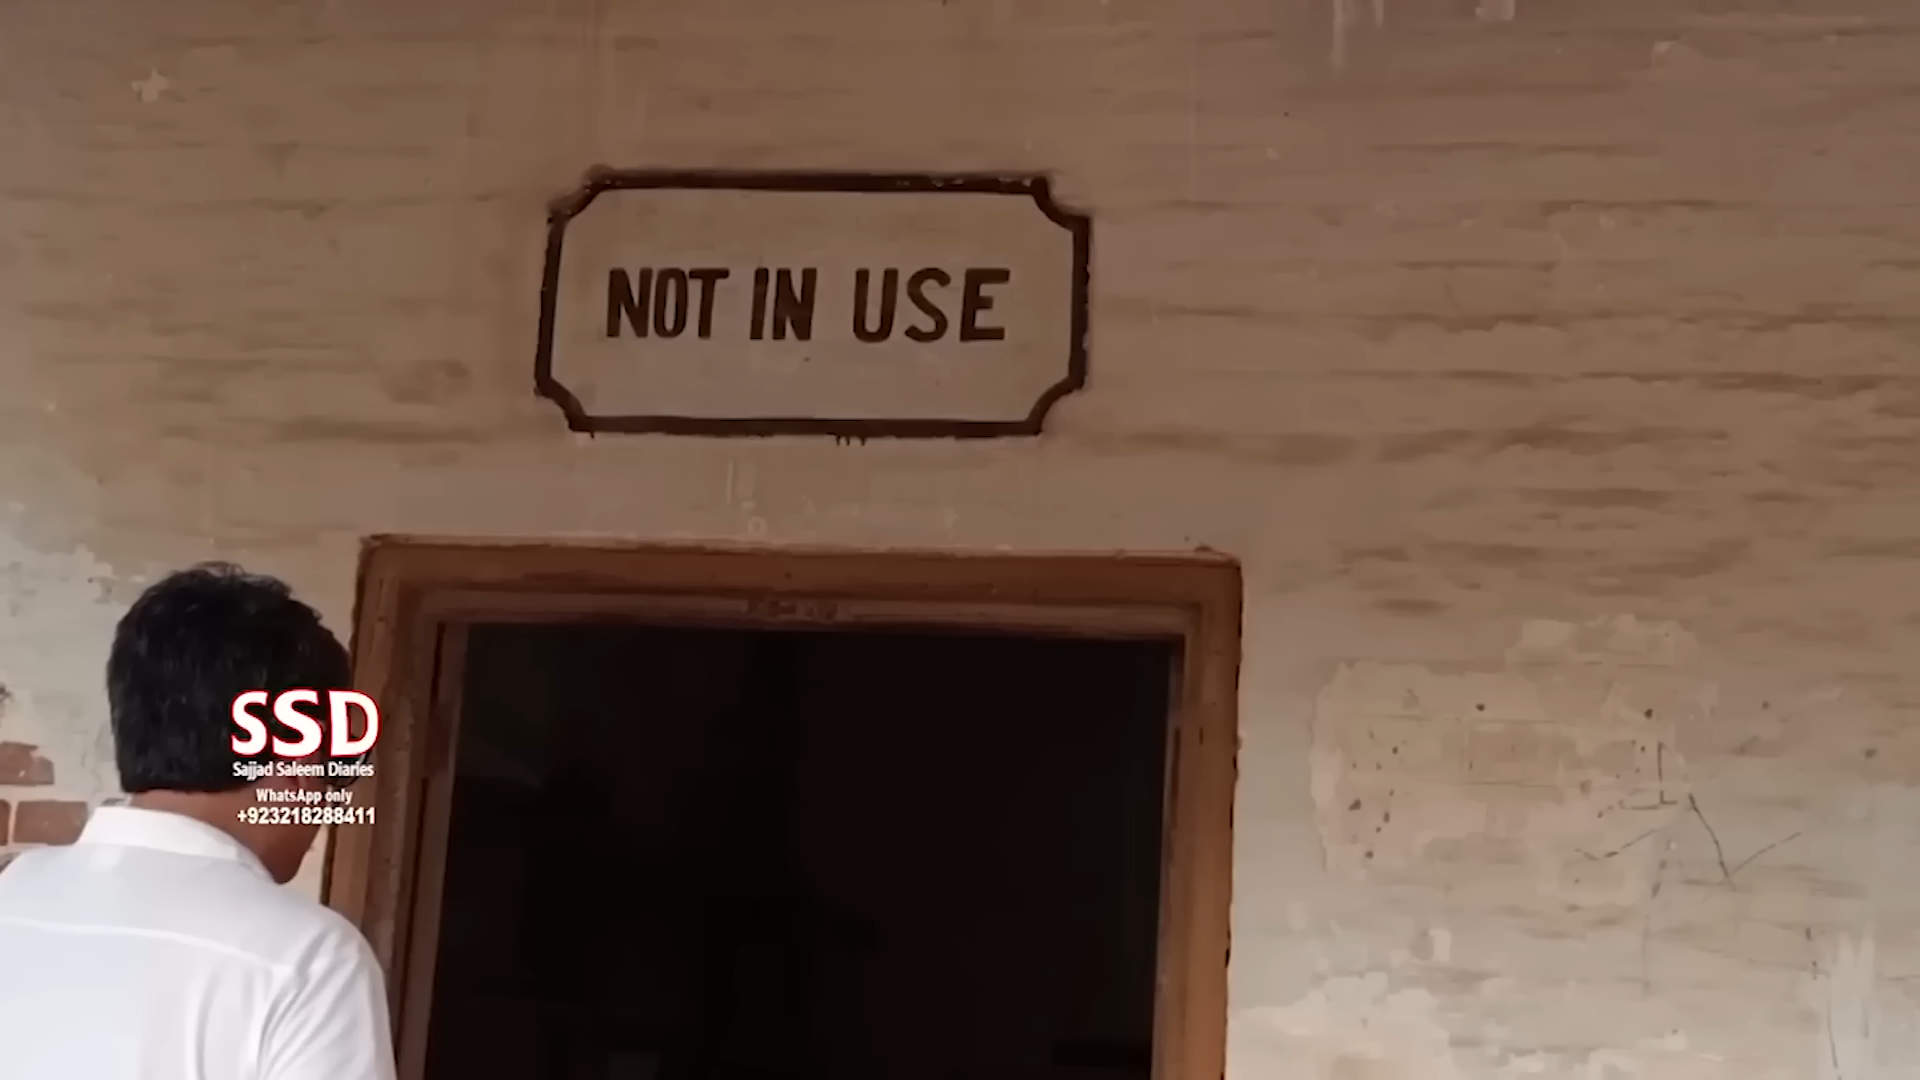 NOT IN USE
SSD
Sajjad Saleem Diaries
WhatsApp only
+923218288411